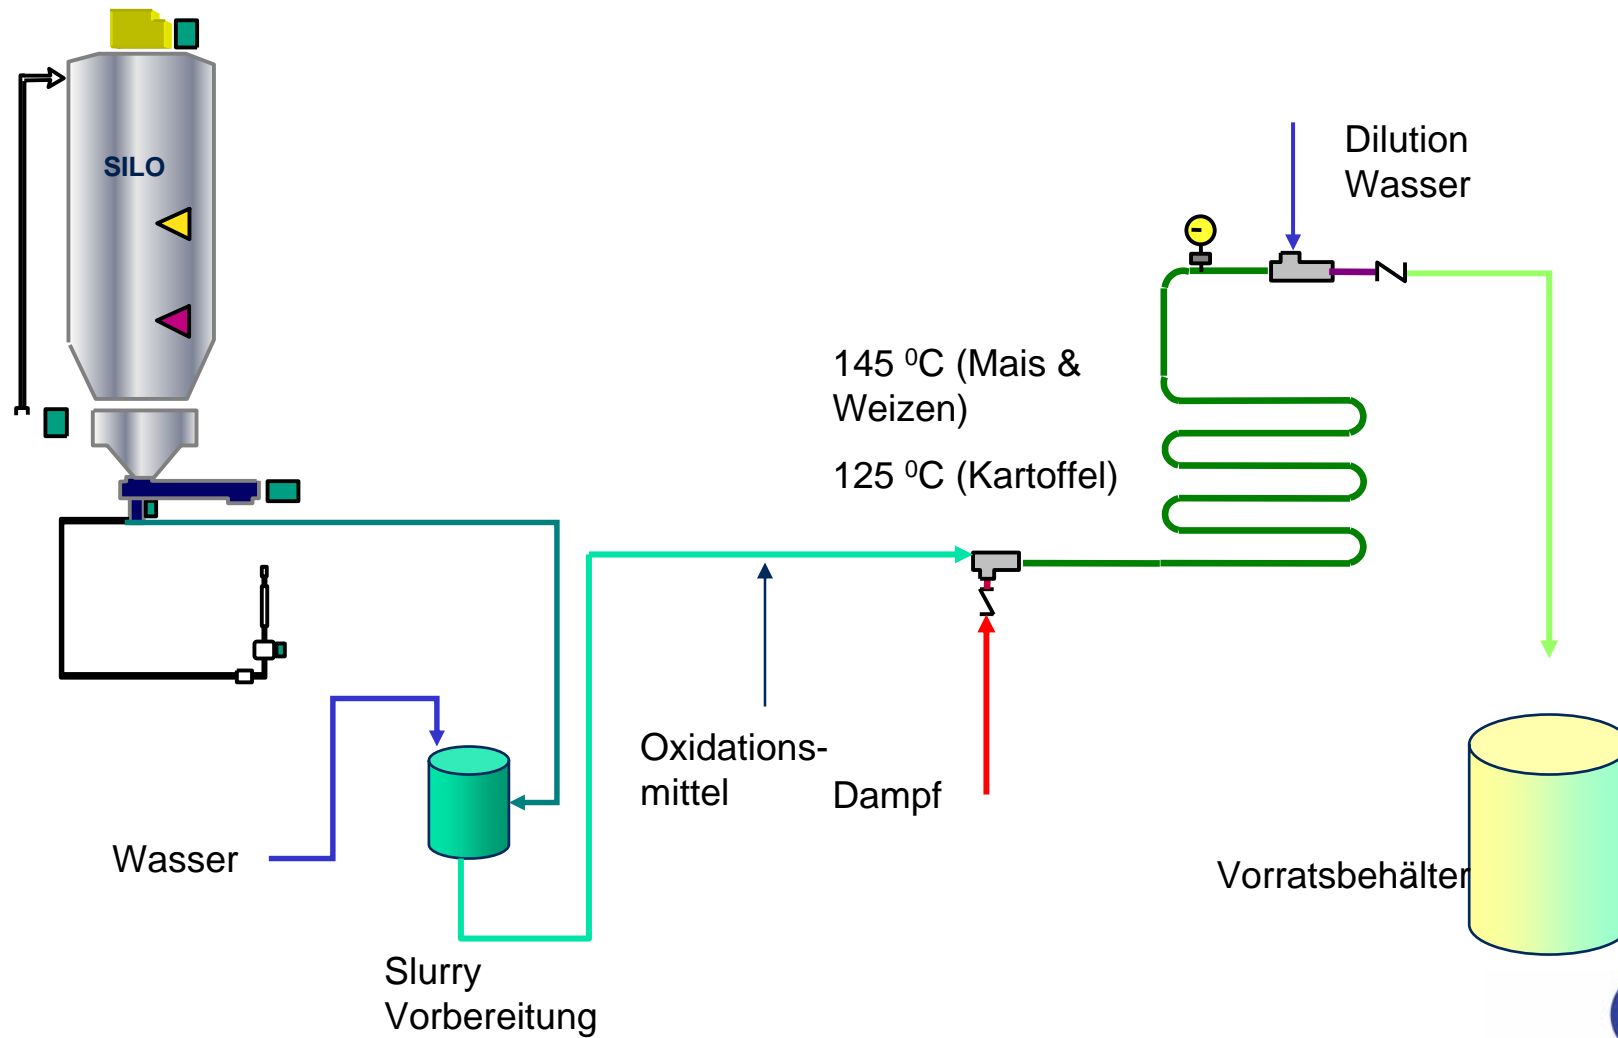 SILO
Dilution
Wasser
145 ⁰C (Mais &
Weizen)
125 ⁰C (Kartoffel)
Oxidations-
mittel
Dampf
Wasser
Vorratsbehälter
Slurry
Vorbereitung